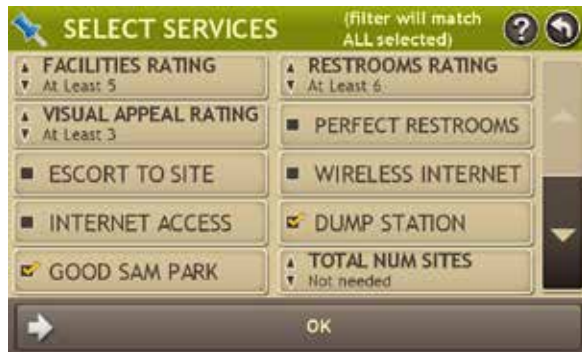 SELECT SERVICES
(filter will match
ALL selected)
?
FACILITIES RATING
At Least 5
RESTROOMS RATING
At Least 6
VISUAL APPEAL RATING
At Least 3
PERFECT RESTROOMS
ESCORT TO SITE
WIRELESS INTERNET
INTERNET ACCESS
DUMP STATION
GOOD SAM PARK
TOTAL NUM SITES
Not needed
OK